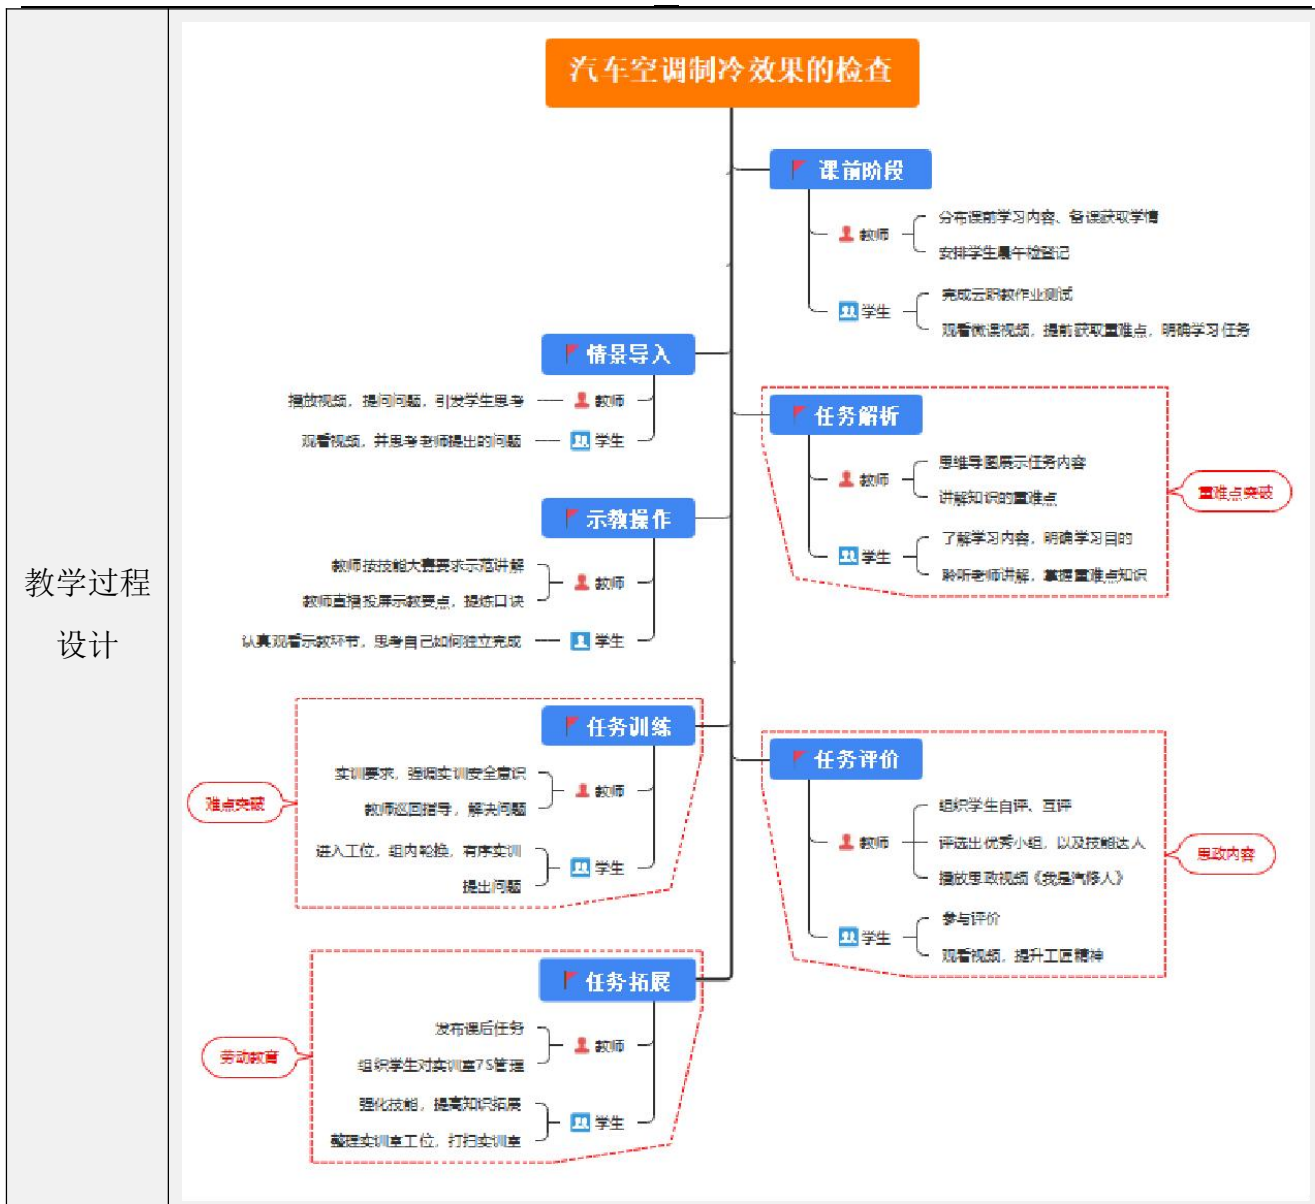 教学过程
设计
汽车空调制冷效果的检查
课前阶段
教师
分布课前学习内容、备课获取学情
安排学生晨午检登记
学生
完成云职教作业测试
观看微课视频，提前获取重难点，明确学习任务
情景导入
播放视频，提问问题，引发学生思考
教师
观看视频，并思考老师提出的问题
学生
任务解析
教师
思维导图展示任务内容
讲解知识的重难点
学生
了解学习内容，明确学习目的
聆听老师讲解，掌握重难点知识
重难点突破
示教操作
教师按技能大赛要求示范讲解
教师直播投屏示教要点，提炼口诀
教师
认真观看示教环节，思考自己如何独立完成
学生
任务训练
实训要求，强调实训安全意识
教师巡回指导，解决问题
教师
进入工位，组内轮换，有序实训
提出问题
学生
难点突破
任务评价
教师
组织学生自评、互评
评选出优秀小组，以及技能达人
播放思政视频《我是汽修人》
学生
参与评价
观看视频，提升工匠精神
思政内容
任务拓展
发布课后任务
组织学生对实训室7S管理
教师
强化技能，提高知识拓展
整理实训室工位，打扫实训室
学生
劳动教育